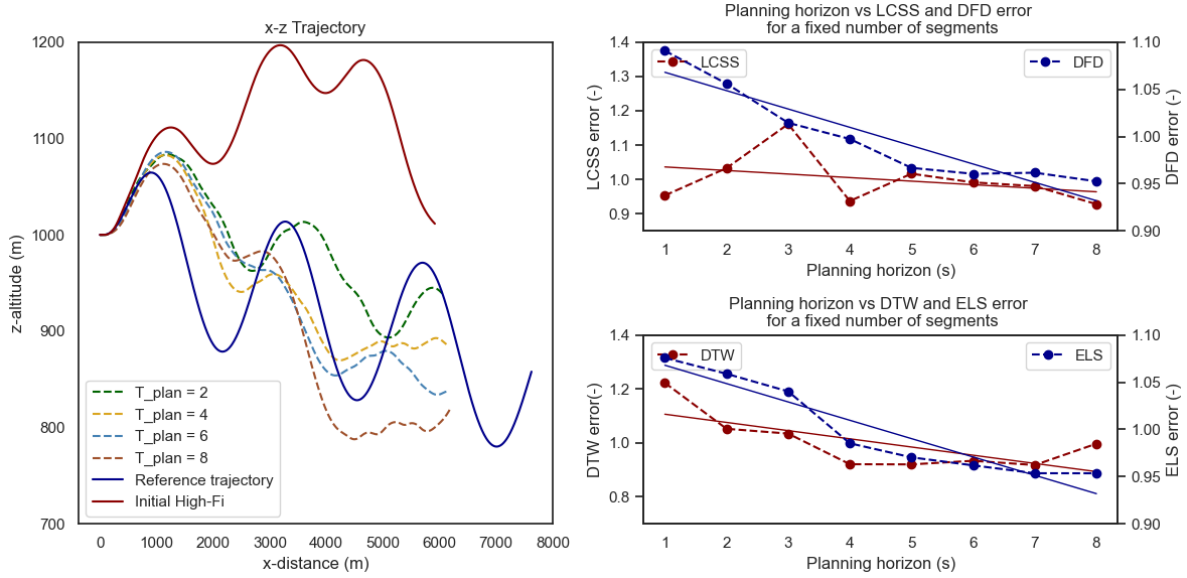 x-z Trajectory
1200
1100
1000
900
800
700
z-altitude (m)
0
1000
2000
3000
4000
5000
6000
7000
8000
x-distance (m)
T_plan = 2
T_plan = 4
T_plan = 6
T_plan = 8
Reference trajectory
Initial High-Fi
Planning horizon vs LCSS and DFD error
for a fixed number of segments
1.4
1.3
1.2
1.1
1.0
0.9
LCSS error (-)
LCSS
DFD
1.10
1.05
1.00
0.95
0.90
DFD error (-)
1
2
3
4
5
6
7
8
Planning horizon (s)
Planning horizon vs DTW and ELS error
for a fixed number of segments
1.4
1.2
1.0
0.8
DTW error(-)
DTW
ELS
1.10
1.05
1.00
0.95
0.90
ELS error (-)
1
2
3
4
5
6
7
8
Planning horizon (s)